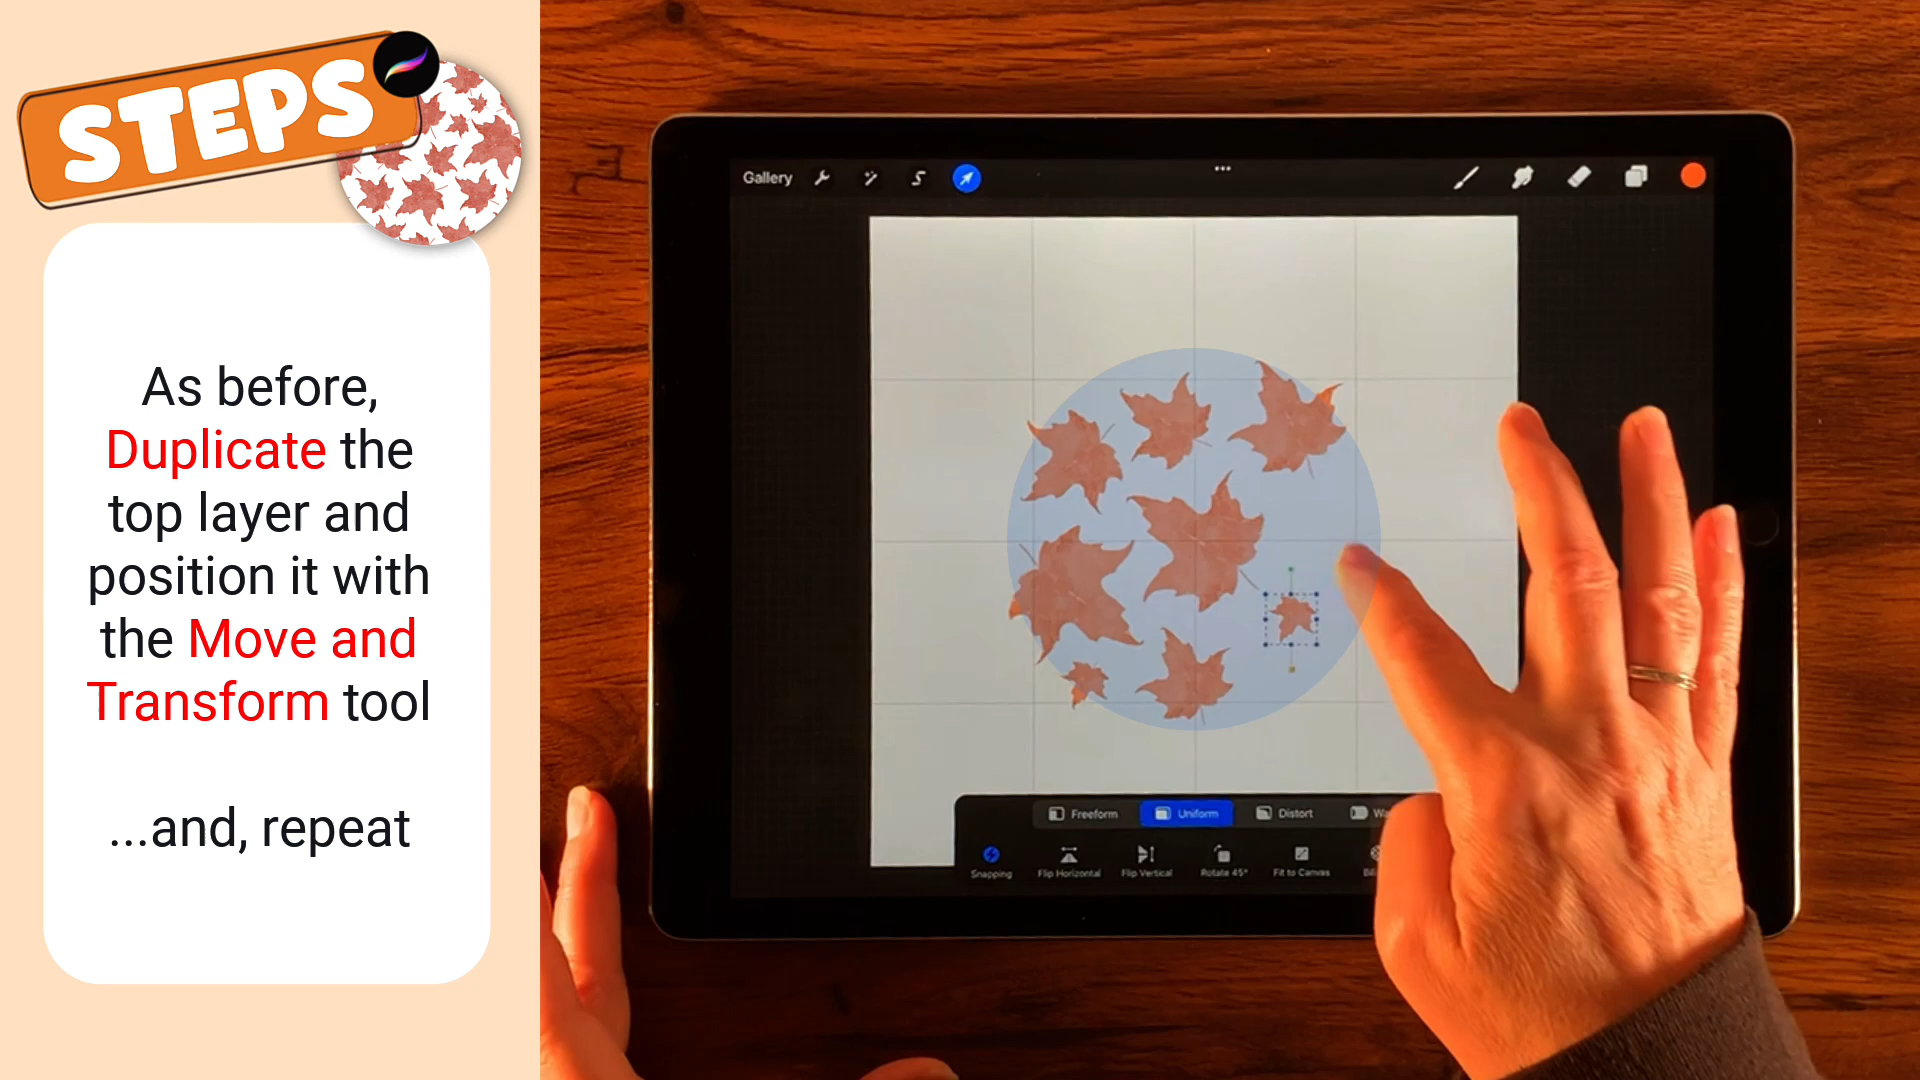 STEPS
As before,
Duplicate the
top layer and
position it with
the Move and
Transform tool
...and, repeat
Gallery
Freeform Uniform Distort
Snapping Flip Horizontal Flip Vertical Rotate 45° Fit to Canvas